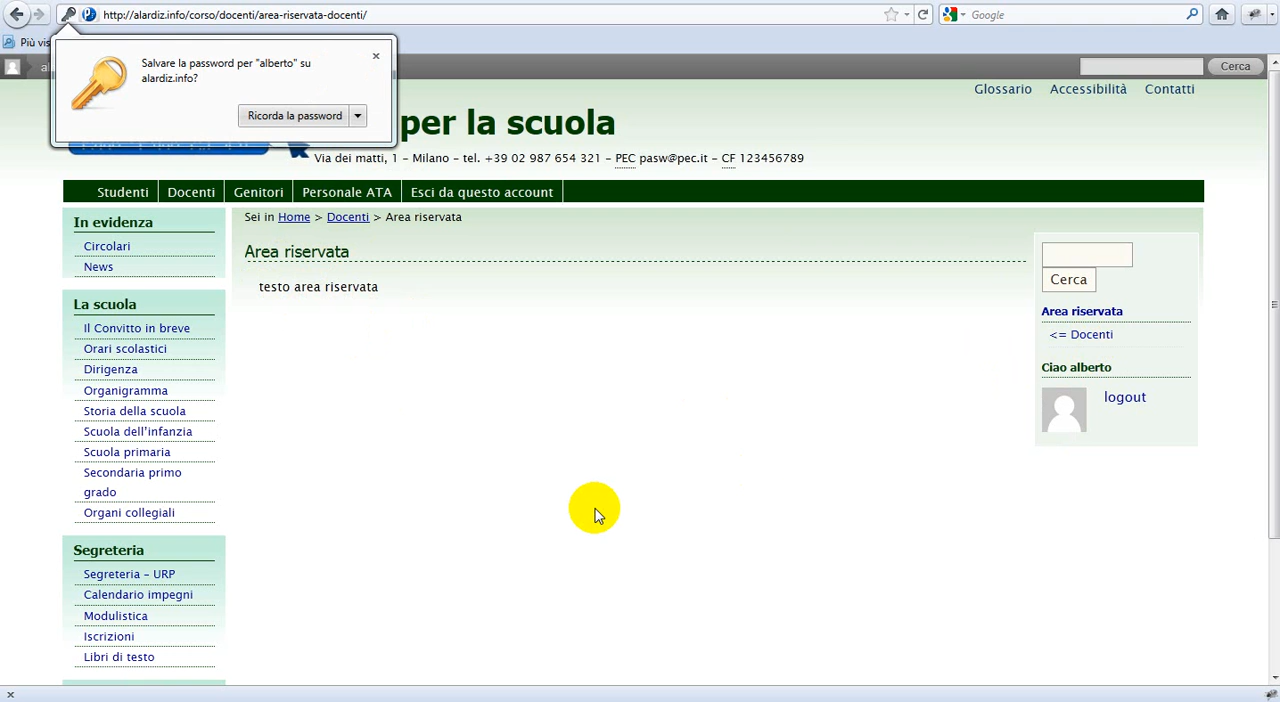 http://alardiz.info/corso/docenti/area-riservata-docenti/
Google
Più vis
Salvare la password per "alberto" su
alardiz.info?
Ricorda la password
al
Cerca
Glossario Accessibilità Contatti
per la scuola
Via dei matti, 1 - Milano - tel. +39 02 987 654 321 - PEC pasw@pec.it - CF 123456789
Studenti Docenti Genitori Personale ATA Esci da questo account
In evidenza
Circolari
News
La scuola
Il Convitto in breve
Orari scolastici
Dirigenza
Organigramma
Storia della scuola
Scuola dell'infanzia
Scuola primaria
Secondaria primo
grado
Organi collegiali
Segreteria
Segreteria – URP
Calendario impegni
Modulistica
Iscrizioni
Libri di testo
Sei in Home > Docenti > Area riservata
Area riservata
testo area riservata
Cerca
Area riservata
<= Docenti
Ciao alberto
logout